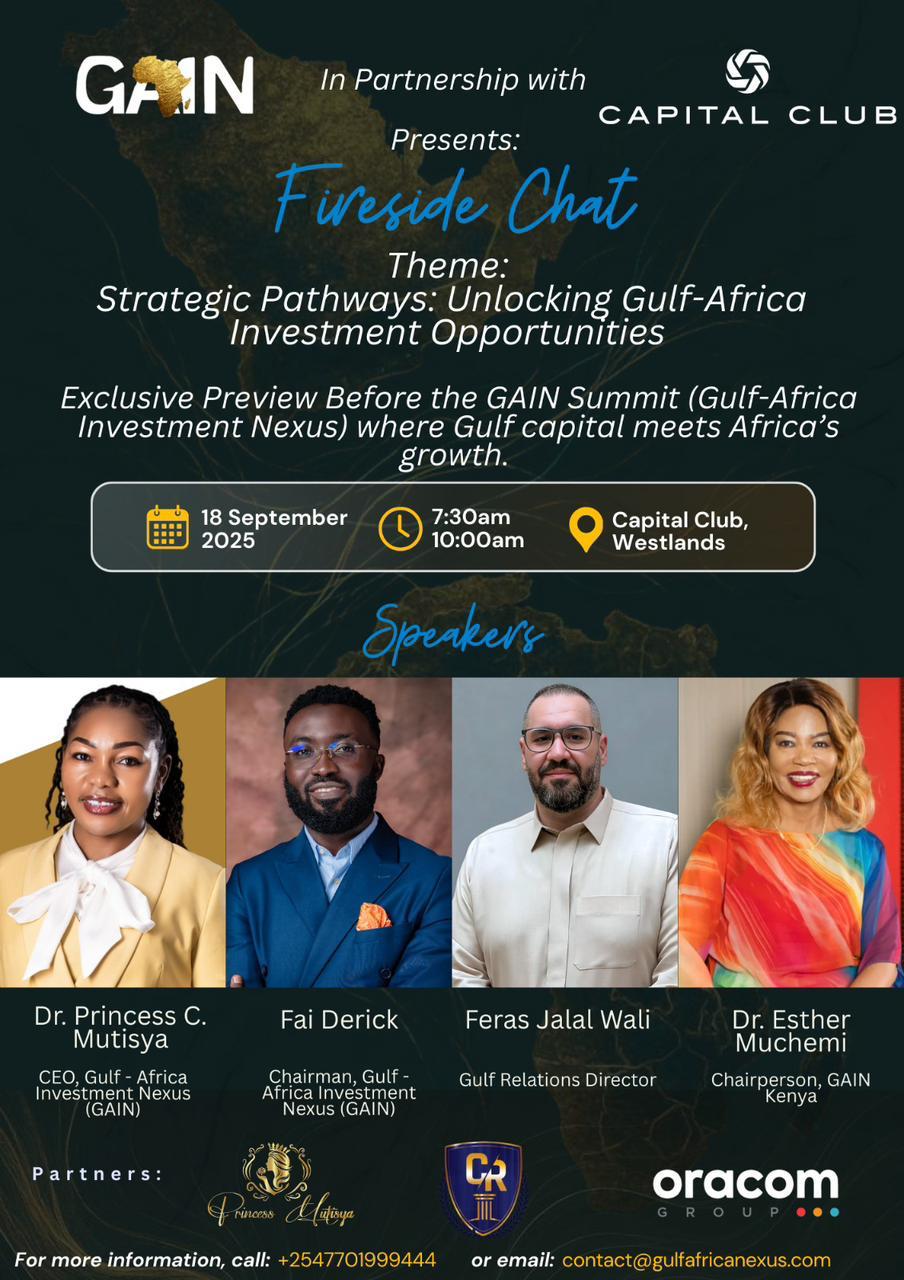 GAIN
In Partnership with
CAPITAL CLUB
Presents:
Fireside Chat
Theme:
Strategic Pathways: Unlocking Gulf-Africa
Investment Opportunities
Exclusive Preview Before the GAIN Summit (Gulf-Africa
Investment Nexus) where Gulf capital meets Africa’s
growth.
18 September
2025
7:30am
10:00am
Capital Club,
Westlands
Speakers
Dr. Princess C.
Mutisya
CEO, Gulf - Africa
Investment Nexus
(GAIN)
Fai Derick
Chairman, Gulf -
Africa Investment
Nexus (GAIN)
Feras Jalal Wali
Gulf Relations Director
Dr. Esther
Muchemi
Chairperson, GAIN
Kenya
Partners:
Princess Mutisya
CR
oracom
GROUP
For more information, call: +2547701999444
or email: contact@gulfafricanexus.com